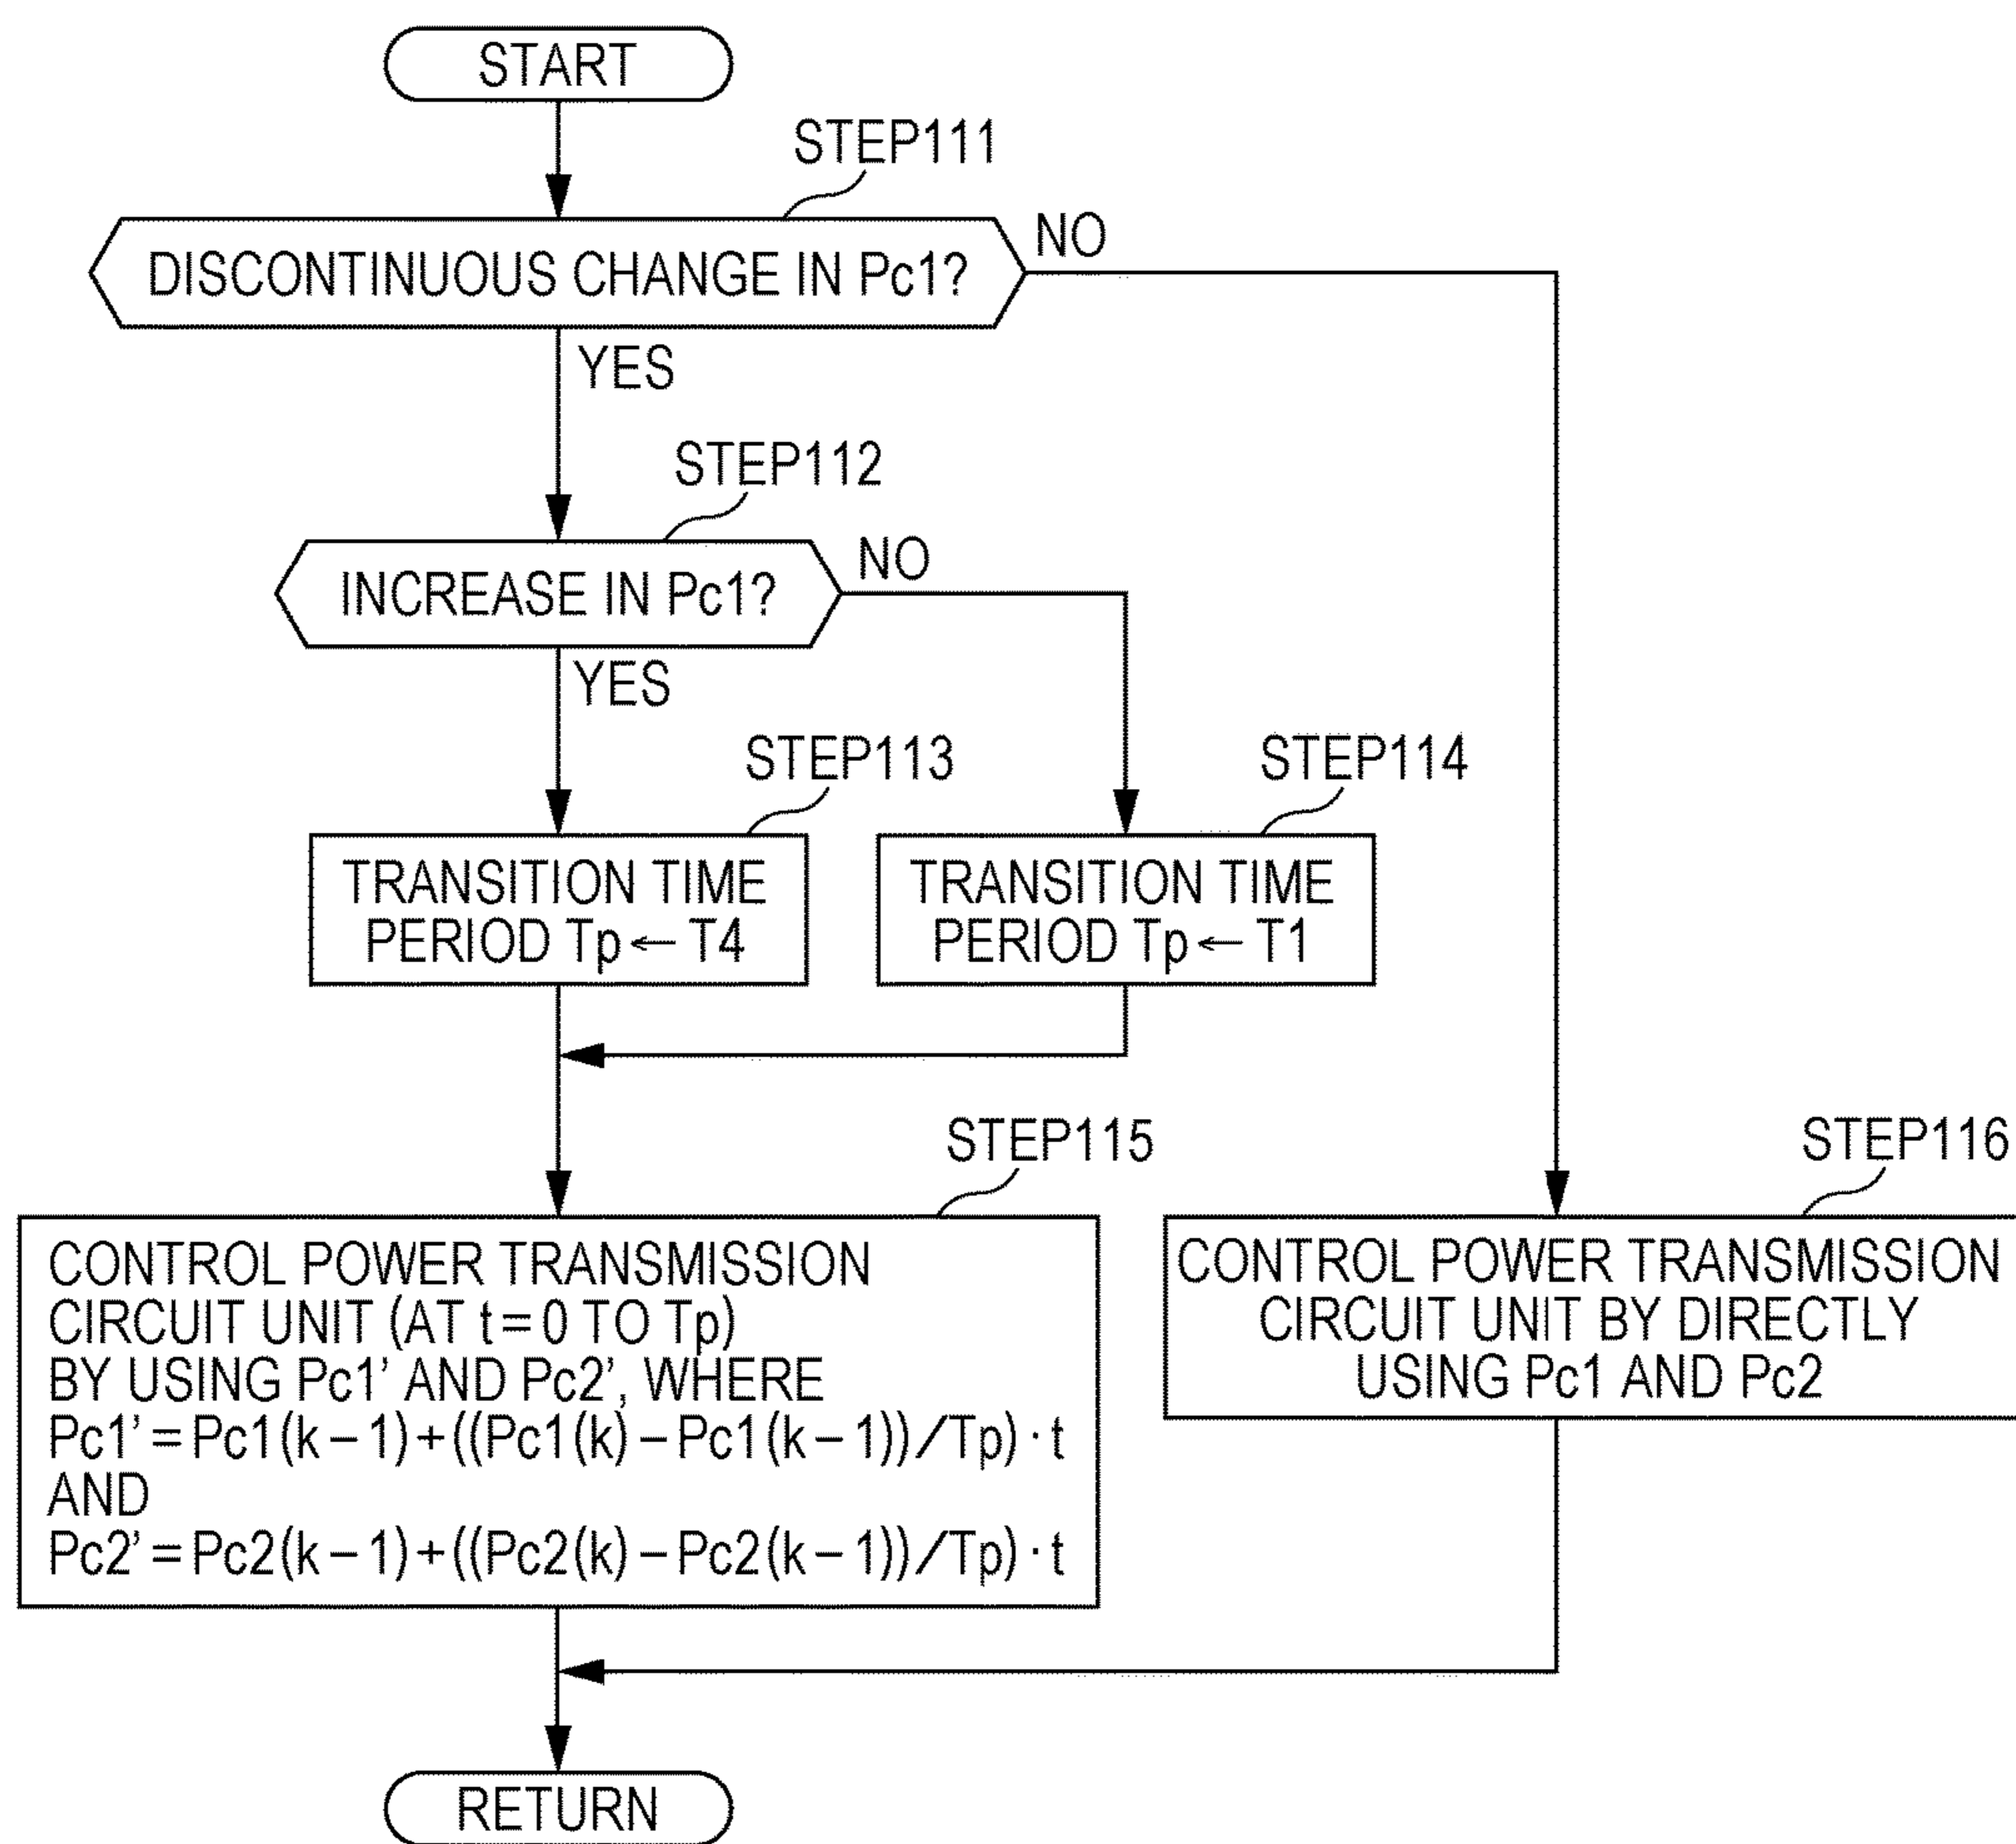 START
STEP111
DISCONTINUOUS CHANGE IN Pc1?
NO
YES
STEP112
INCREASE IN Pc1?
NO
YES
STEP113
STEP114
TRANSITION TIME
PERIOD Tp ← T4
TRANSITION TIME
PERIOD Tp ← T1
STEP115
STEP116
CONTROL POWER TRANSMISSION
CIRCUIT UNIT (AT t=0 TO Tp)
BY USING Pc1' AND Pc2', WHERE
Pc1'=Pc1(k−1)+((Pc1(k)−Pc1(k−1))/Tp)·t
AND
Pc2'=Pc2(k−1)+((Pc2(k)−Pc2(k−1))/Tp)·t
CONTROL POWER TRANSMISSION
CIRCUIT UNIT BY DIRECTLY
USING Pc1 AND Pc2
RETURN